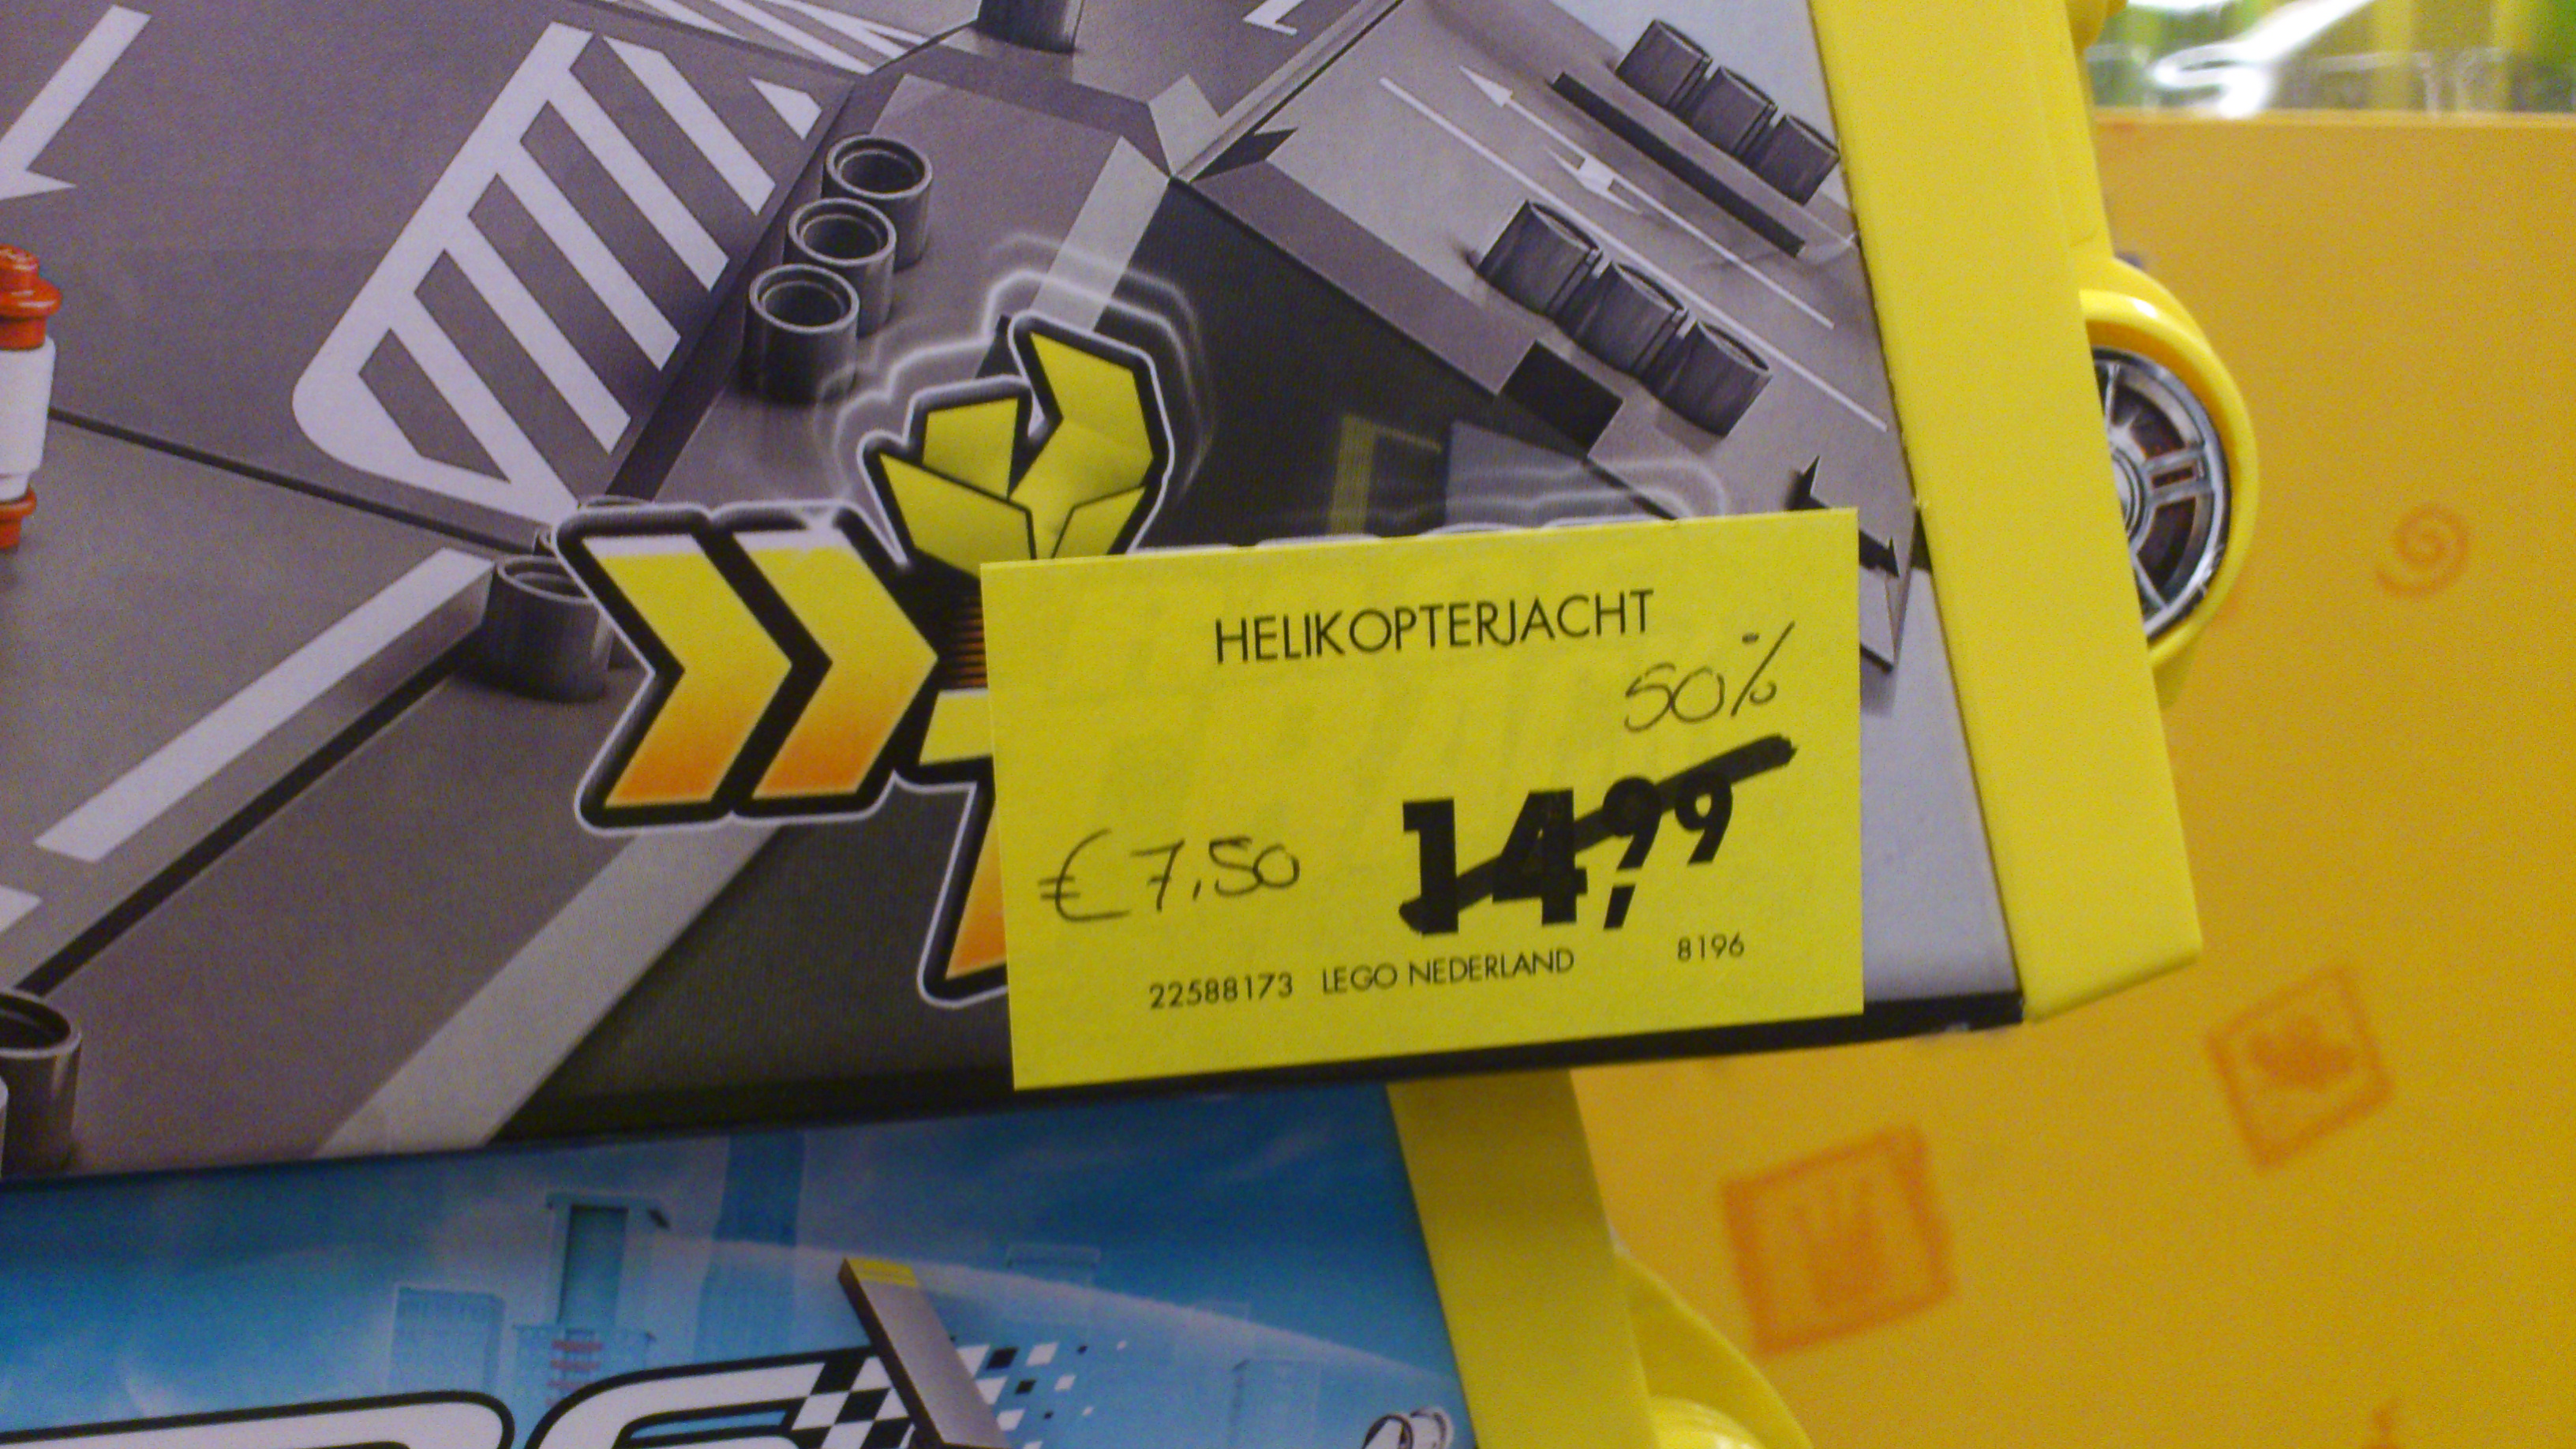 HELIKOPTERJACHT
50%
€7,50 14,99
22588173 LEGO NEDERLAND 8196